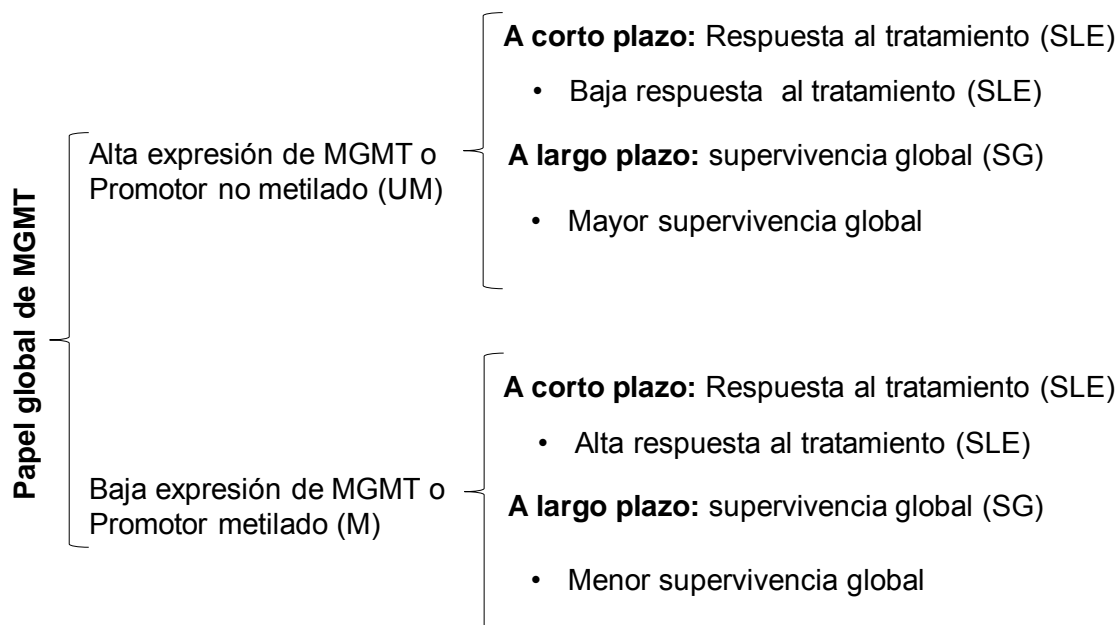 Papel global de MGMT
Alta expresión de MGMT o
Promotor no metilado (UM)
A corto plazo: Respuesta al tratamiento (SLE)
• Baja respuesta al tratamiento (SLE)
A largo plazo: supervivencia global (SG)
• Mayor supervivencia global
Baja expresión de MGMT o
Promotor metilado (M)
A corto plazo: Respuesta al tratamiento (SLE)
• Alta respuesta al tratamiento (SLE)
A largo plazo: supervivencia global (SG)
• Menor supervivencia global